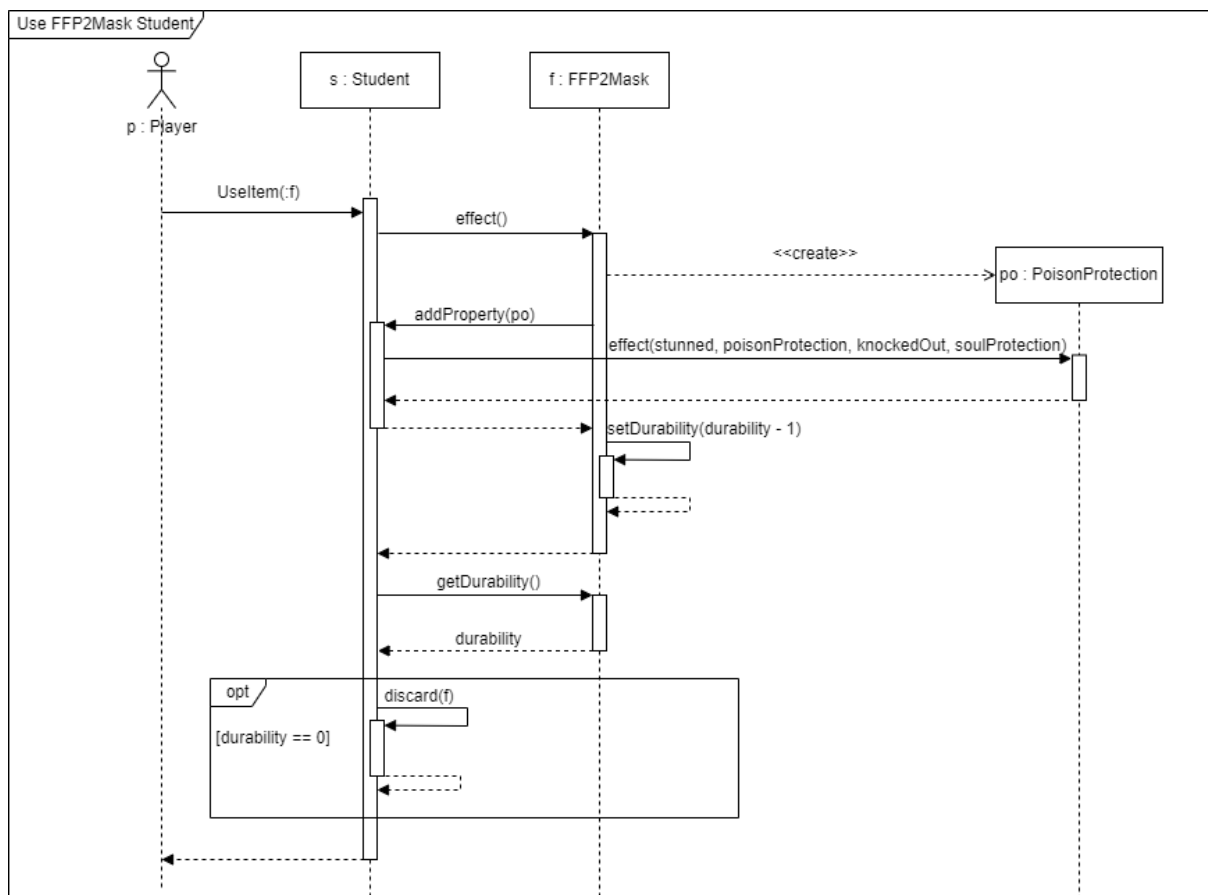 Use FFP2Mask Student
s : Student
f : FFP2Mask
p : Player
UseItem(:f)
effect()
<<create>>
po : PoisonProtection
addProperty(po)
effect(stunned, poisonProtection, knockedOut, soulProtection)
setDurability(durability - 1)
getDurability()
durability
opt
discard(f)
[durability == 0]